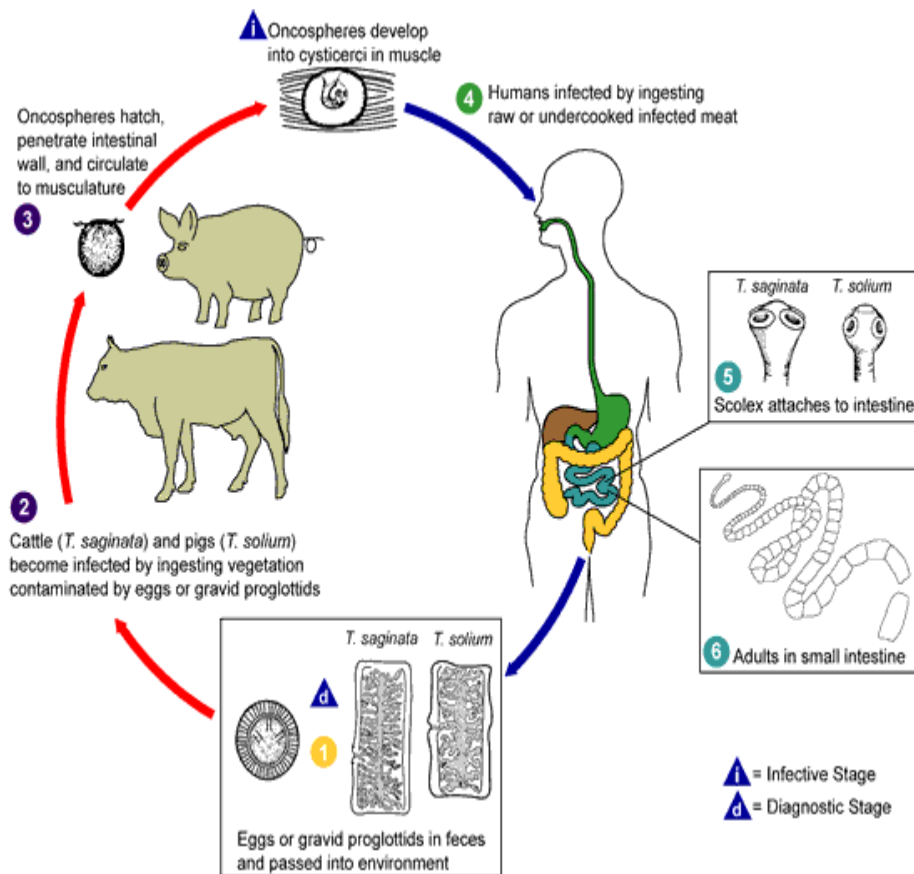 i
Oncospheres develop
into cysticerci in muscle
4
Humans infected by ingesting
raw or undercooked infected meat
Oncospheres hatch,
penetrate intestinal
wall, and circulate
to musculature
3
T. saginata T. solium
5
Scolex attaches to intestine
2
Cattle (T. saginata) and pigs (T. solium)
become infected by ingesting vegetation
contaminated by eggs or gravid proglottids
6 Adults in small intestine
T. saginata T. solium
d
1
Eggs or gravid proglottids in feces
and passed into environment
i = Infective Stage
d = Diagnostic Stage